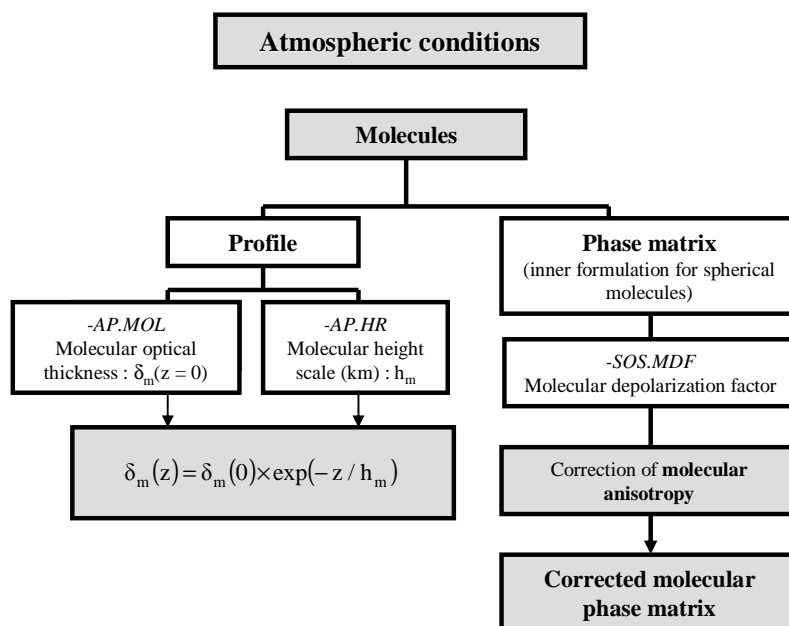 Atmospheric conditions
Molecules
Profile
-AP.MOL
Molecular optical
thickness : δm(z = 0)
-AP.HR
Molecular height
scale (km) : hm
δm(z) = δm(0)×exp(− z / hm)
Phase matrix
(inner formulation for spherical
molecules)
-SOS.MDF
Molecular depolarization factor
Correction of molecular
anisotropy
Corrected molecular
phase matrix